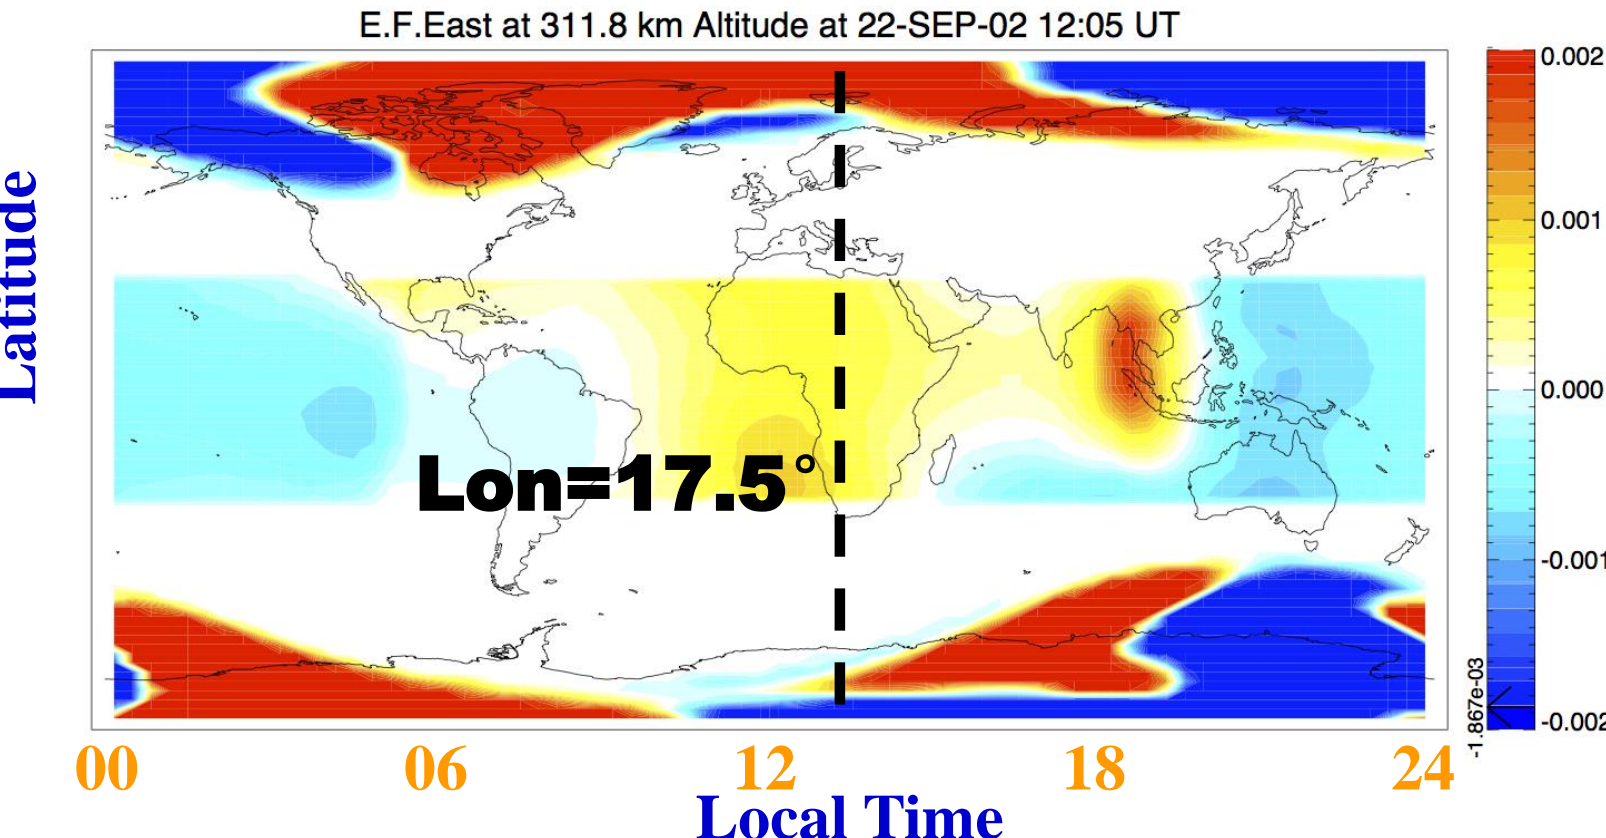 E.F.East at 311.8 km Altitude at 22-SEP-02 12:05 UT
Latitude
Lon=17.5°
0.002
0.001
0.000
-0.001
-0.002
-1.867e-03
00 06 12 18 24
Local Time